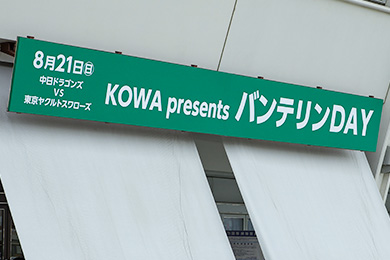 8月21日㊐
中日ドラゴンズ
VS
東京ヤクルトスワローズ
KOWA presents バンテリンDAY